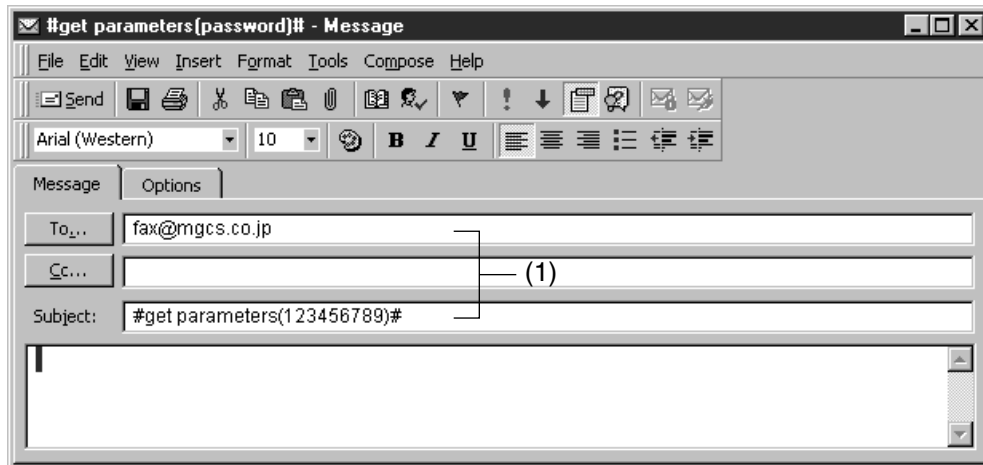 #get parameters(password)# - Message
File Edit View Insert Format Tools Compose Help
Send
Arial (Western) 10 B I U
Message Options
To... fax@mgcs.co.jp
Cc...
(1)
Subject: #get parameters(123456789)#